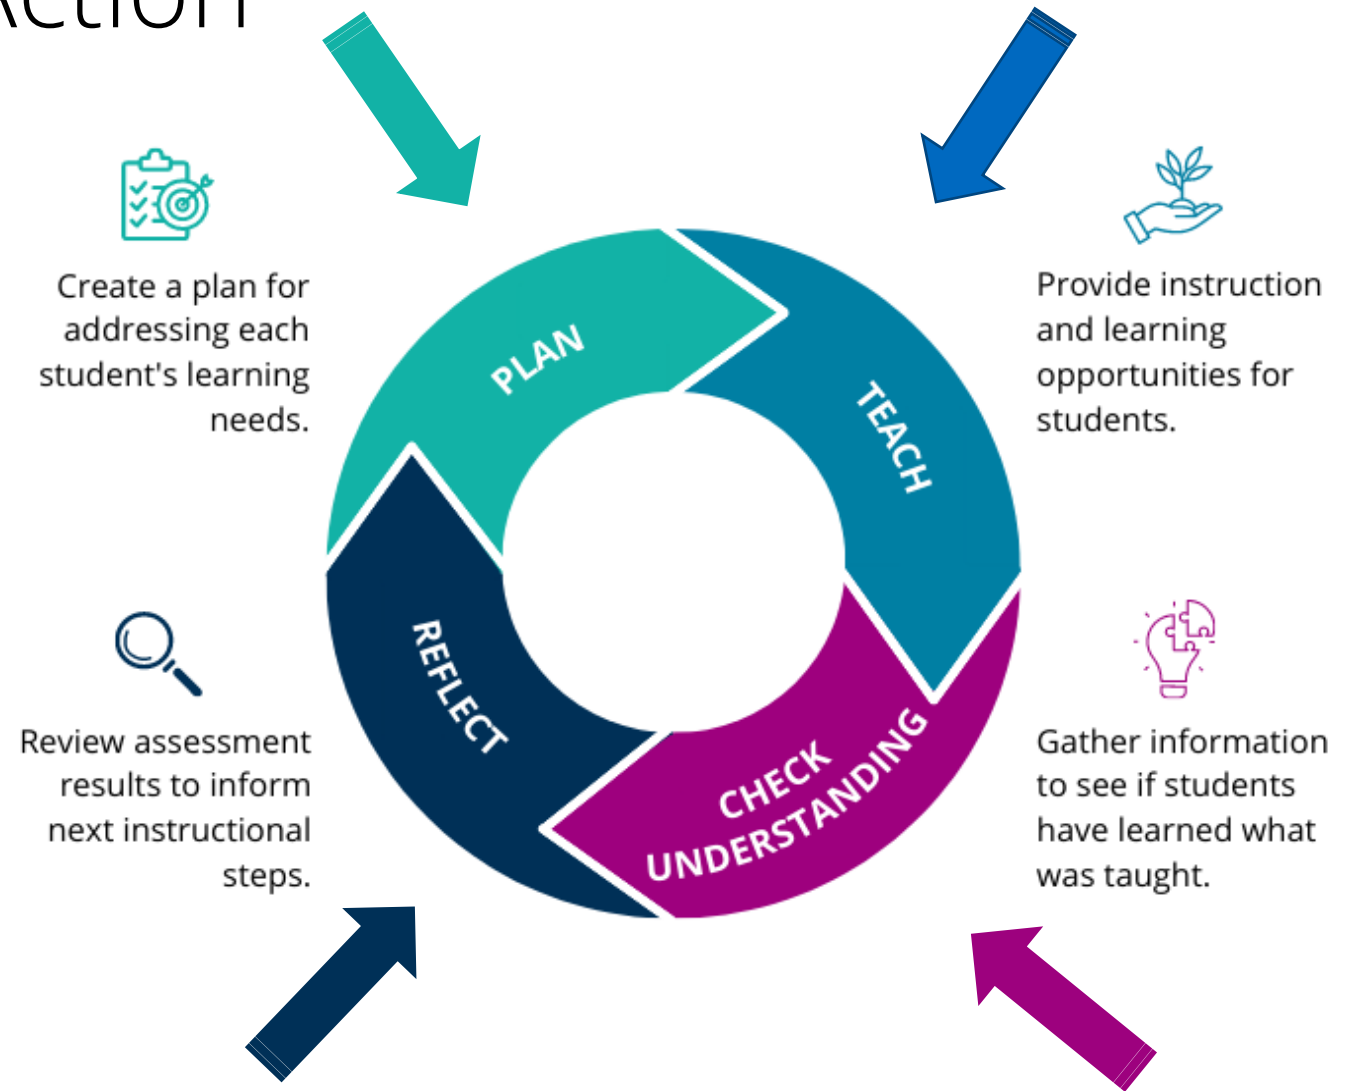 Action
Create a plan for
addressing each
student's learning
needs.
PLAN
TEACH
Provide instruction
and learning
opportunities for
students.
REFLECT
Review assessment
results to inform
next instructional
steps.
CHECK
UNDERSTANDING
Gather information
to see if students
have learned what
was taught.